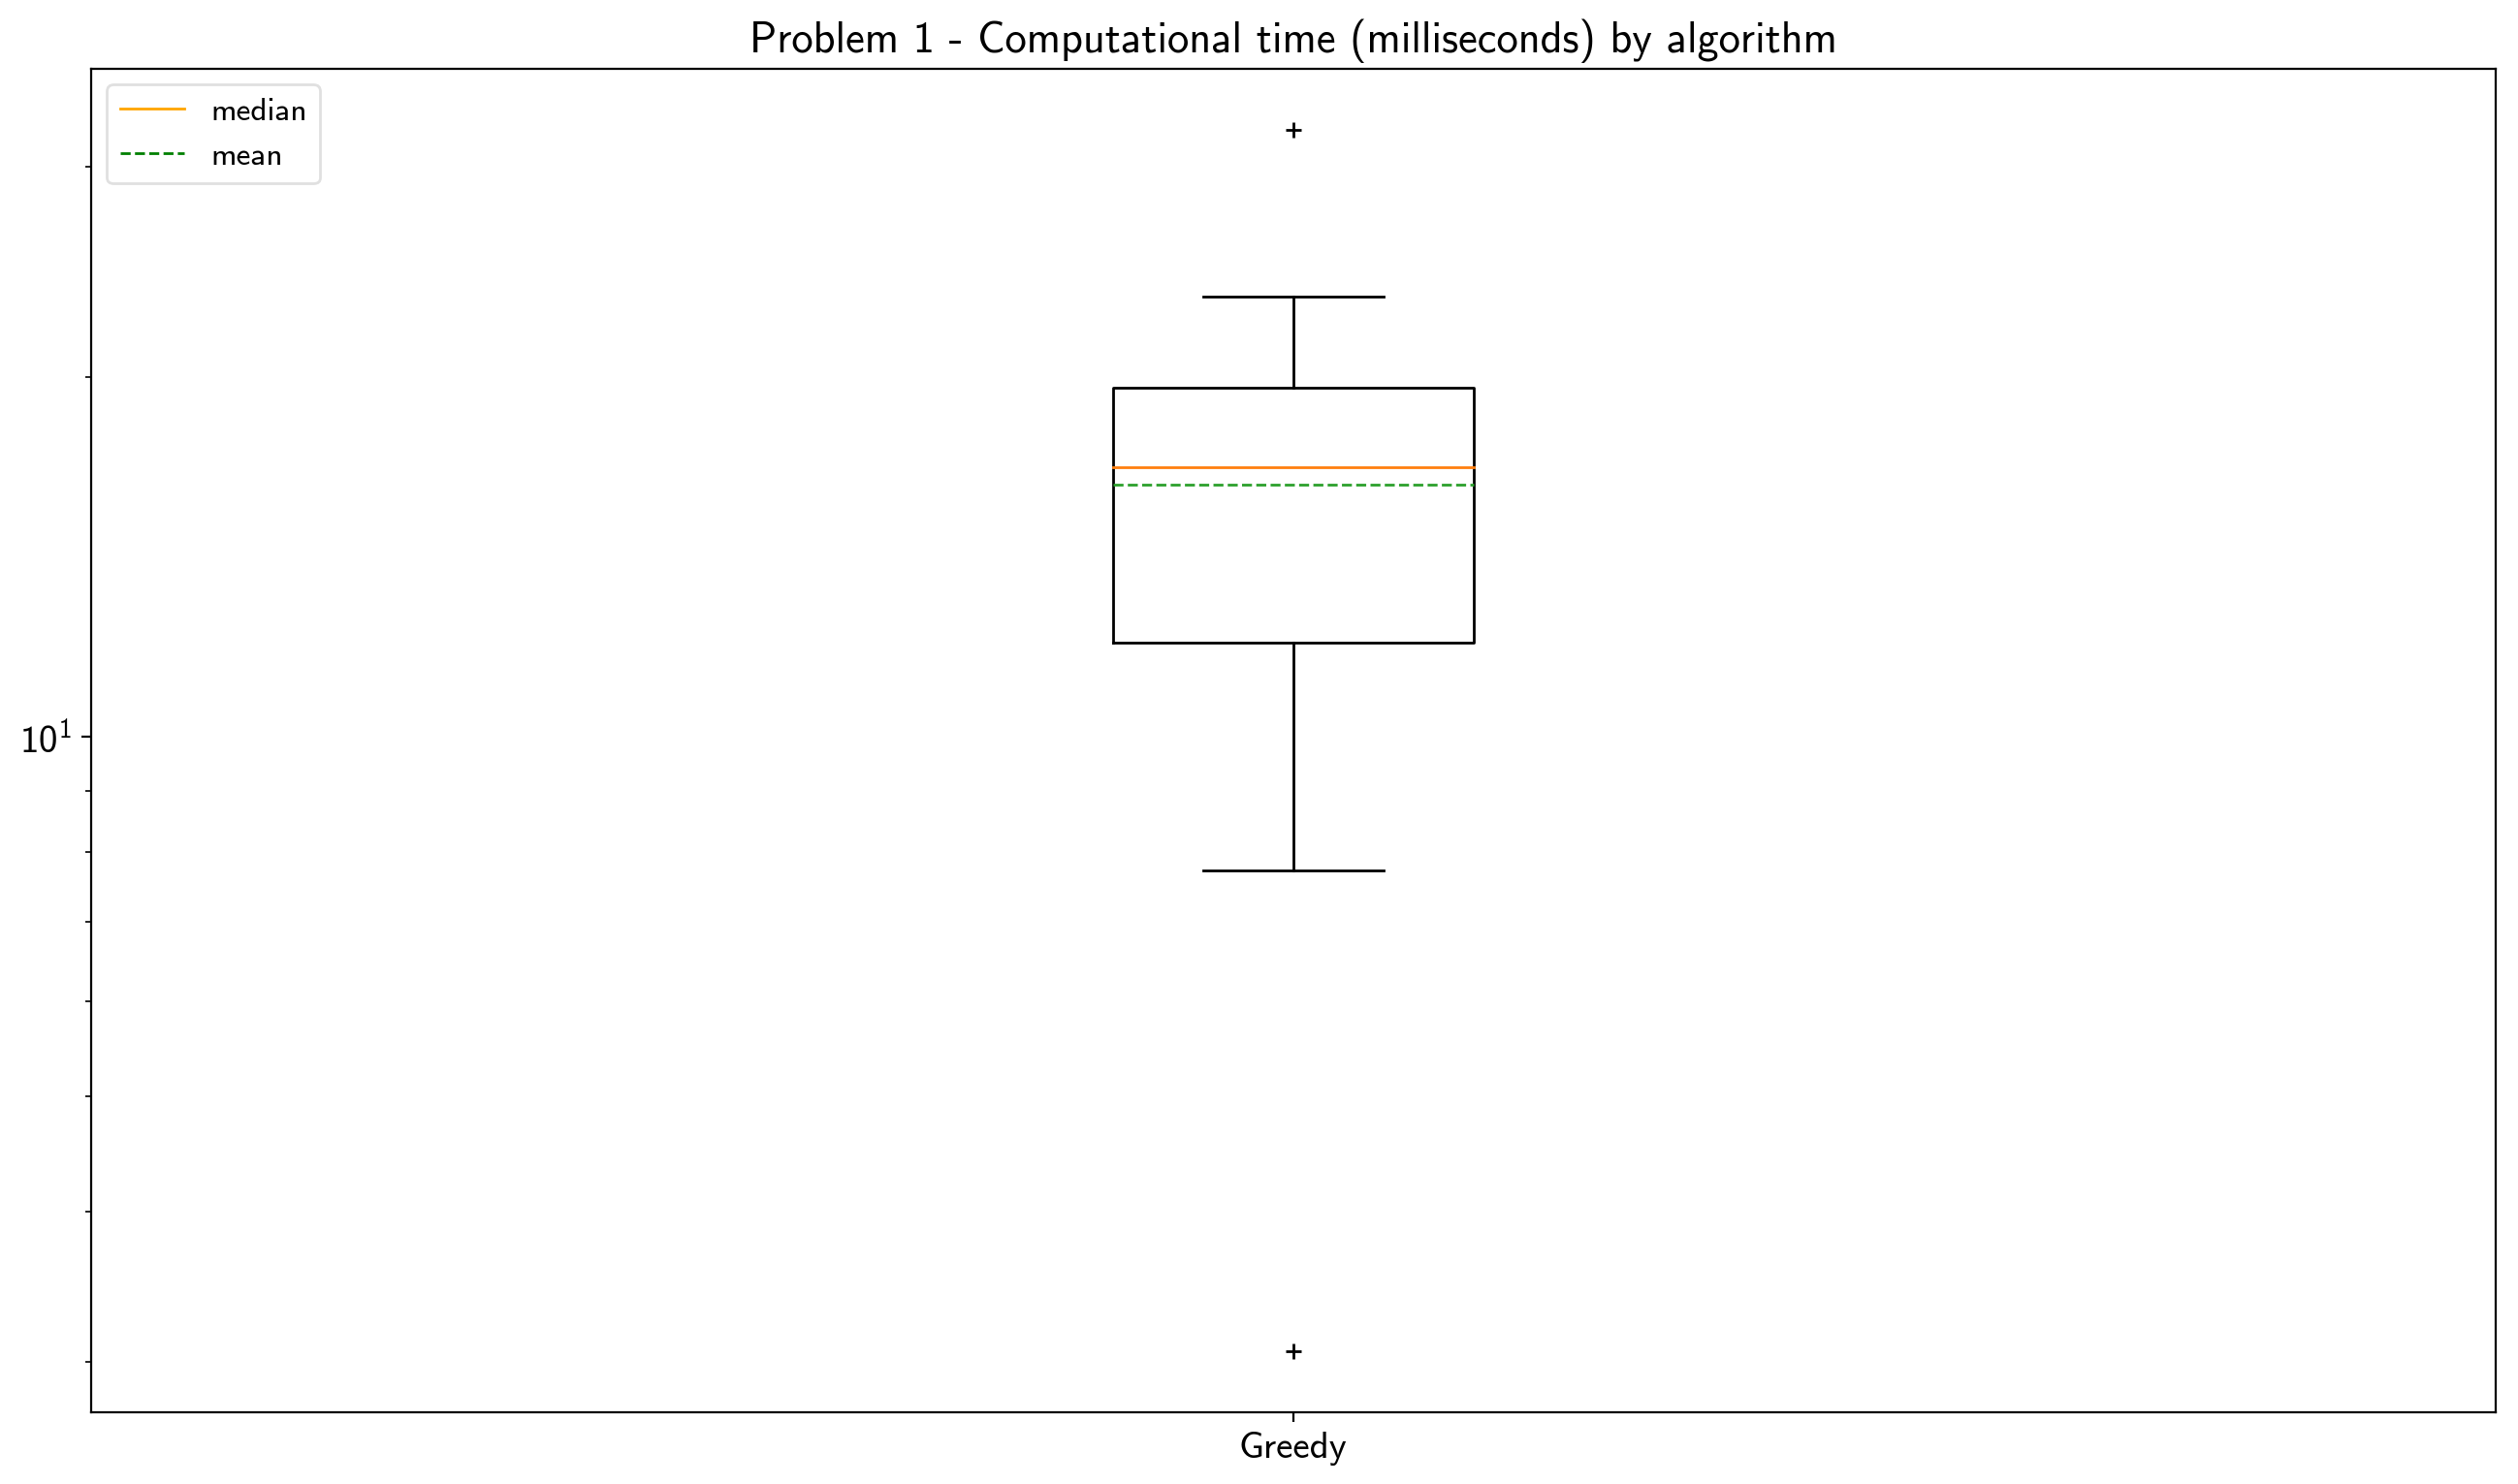 Problem 1 - Computational time (milliseconds) by algorithm
median
mean
10¹
Greedy